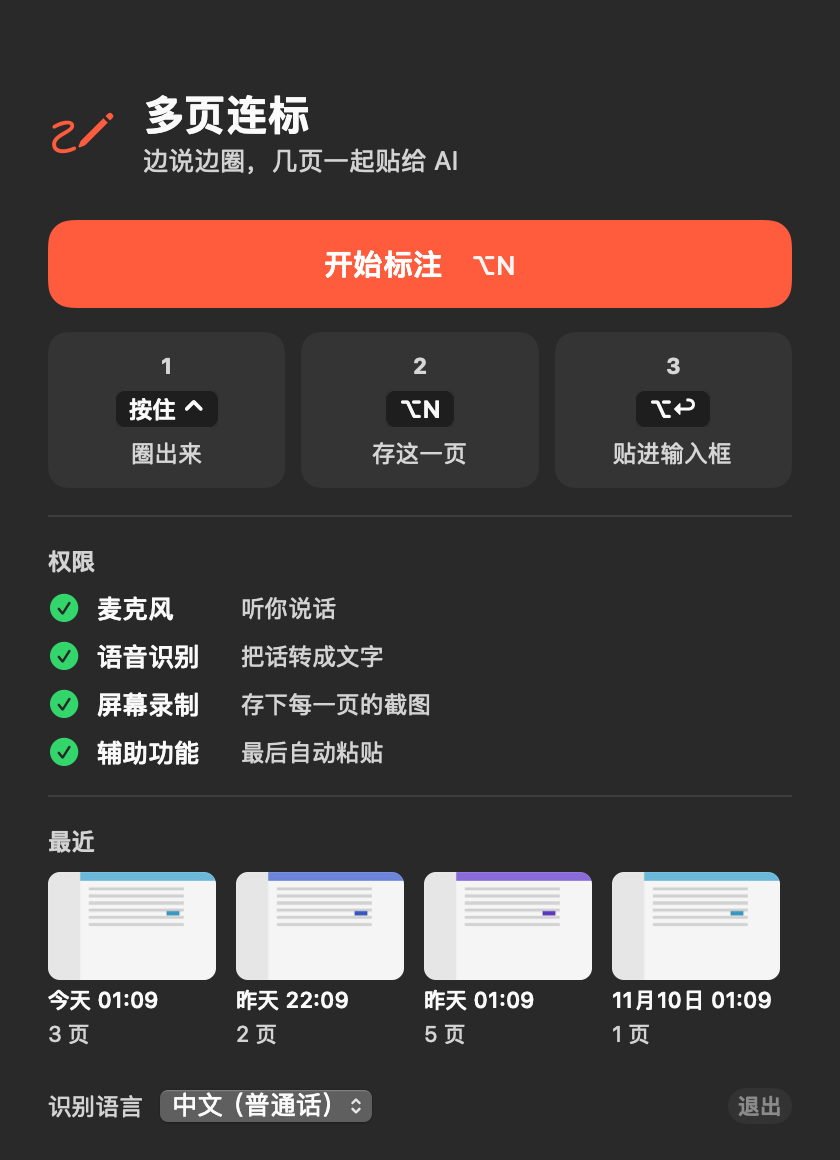 多页连标
边说边圈，几页一起贴给 AI
开始标注 ⌥N
1
按住 ⌃
圈出来
2
⌥N
存这一页
3
⌥↩
贴进输入框
权限
麦克风 听你说话
语音识别 把话转成文字
屏幕录制 存下每一页的截图
辅助功能 最后自动粘贴
最近
今天 01:09
3 页
昨天 22:09
2 页
昨天 01:09
5 页
11月10日 01:09
1 页
识别语言 中文（普通话）
退出